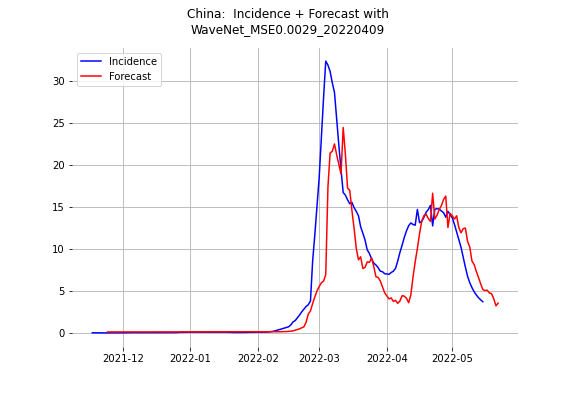 China:  Incidence + Forecast with
WaveNet_MSE0.0029_20220409
Incidence
Forecast
30
25
20
15
10
5
0
2021-12 2022-01 2022-02 2022-03 2022-04 2022-05